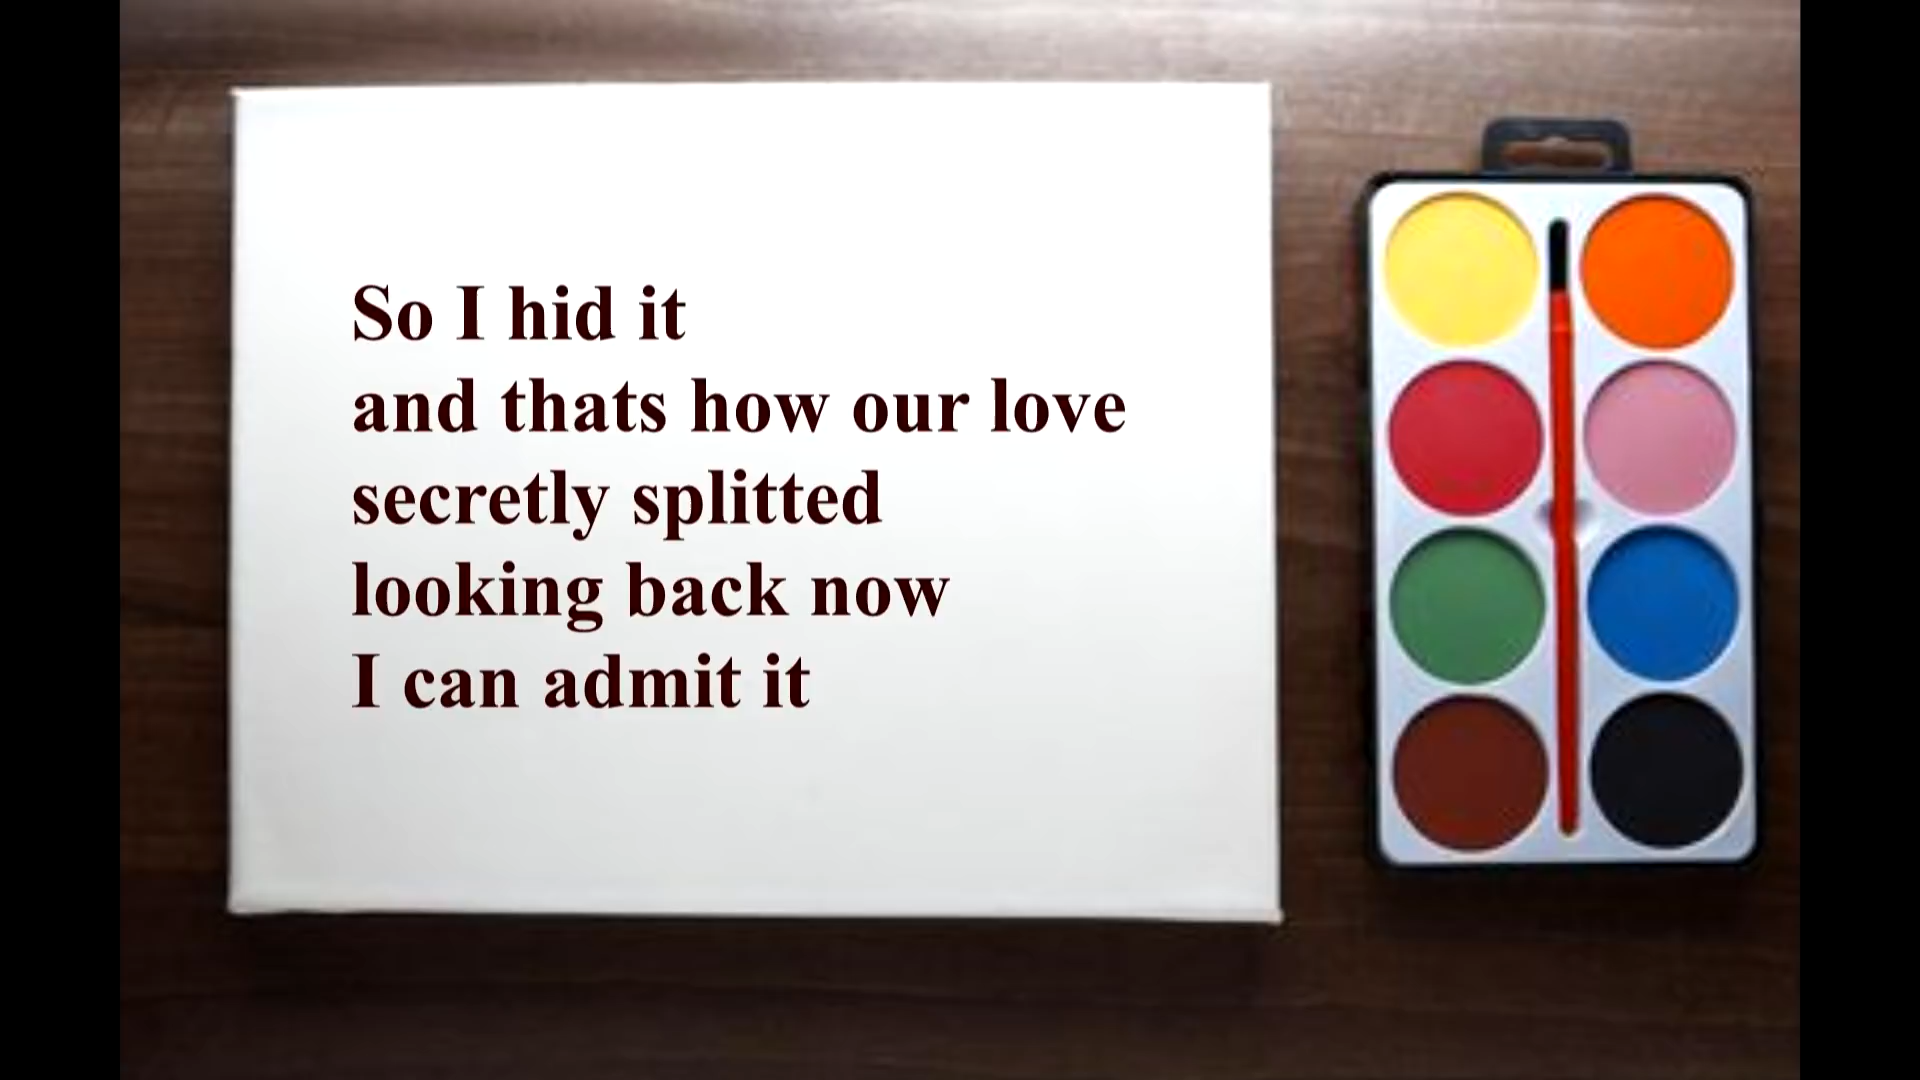 So I hid it
and thats how our love
secretly splitted
looking back now
I can admit it